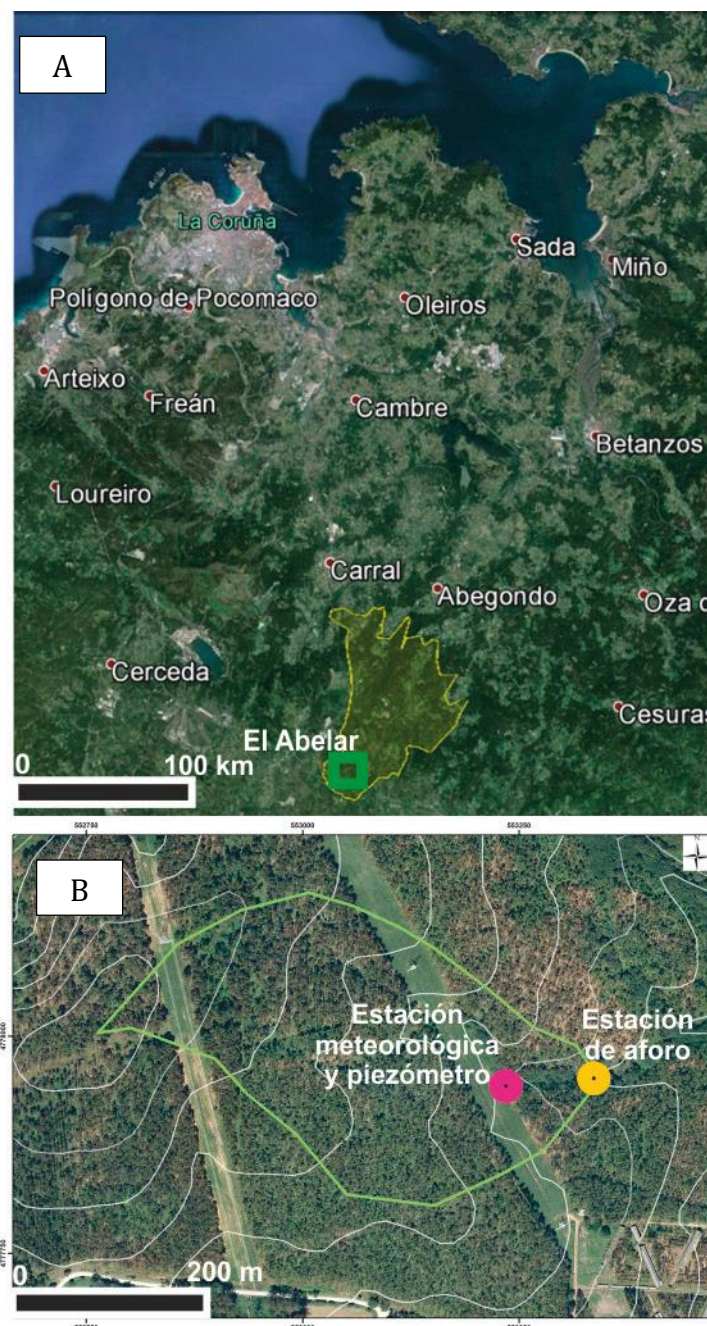 A
La Coruña
Sada
Miño
Polígono de Pocomaco
Oleiros
Arteixo
Freán
Cambre
Betanzos
Loureiro
Carral
Abegondo
Oza d
Cerceda
Cesuras
El Abelar
0 100 km
552750 553000 553250
B
Estación
meteorológica
y piezómetro
Estación
de aforo
4777750
0 200 m